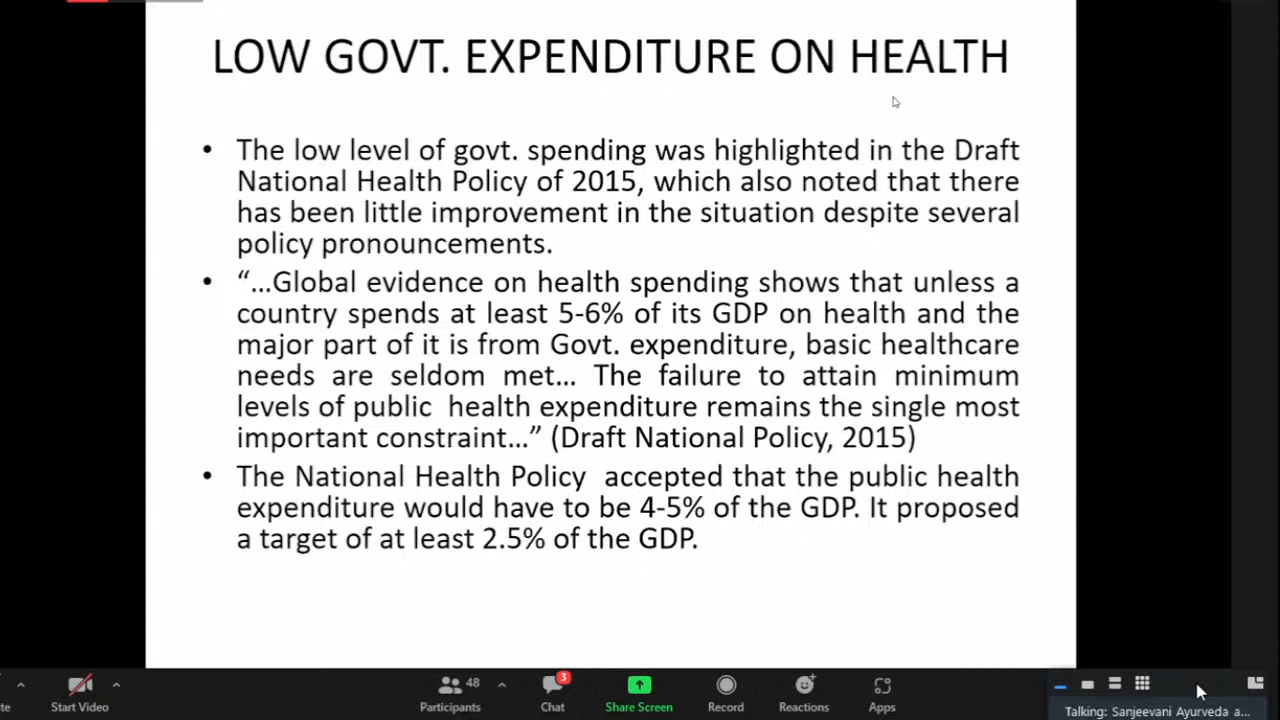 LOW GOVT. EXPENDITURE ON HEALTH
• The low level of govt. spending was highlighted in the Draft
National Health Policy of 2015, which also noted that there
has been little improvement in the situation despite several
policy pronouncements.
• “...Global evidence on health spending shows that unless a
country spends at least 5-6% of its GDP on health and the
major part of it is from Govt. expenditure, basic healthcare
needs are seldom met... The failure to attain minimum
levels of public health expenditure remains the single most
important constraint...” (Draft National Policy, 2015)
• The National Health Policy accepted that the public health
expenditure would have to be 4-5% of the GDP. It proposed
a target of at least 2.5% of the GDP.
48
3
te
Start Video
Participants
Chat
Share Screen
Record
Reactions
Apps
Talking: Sanjeevani Ayurveda a...